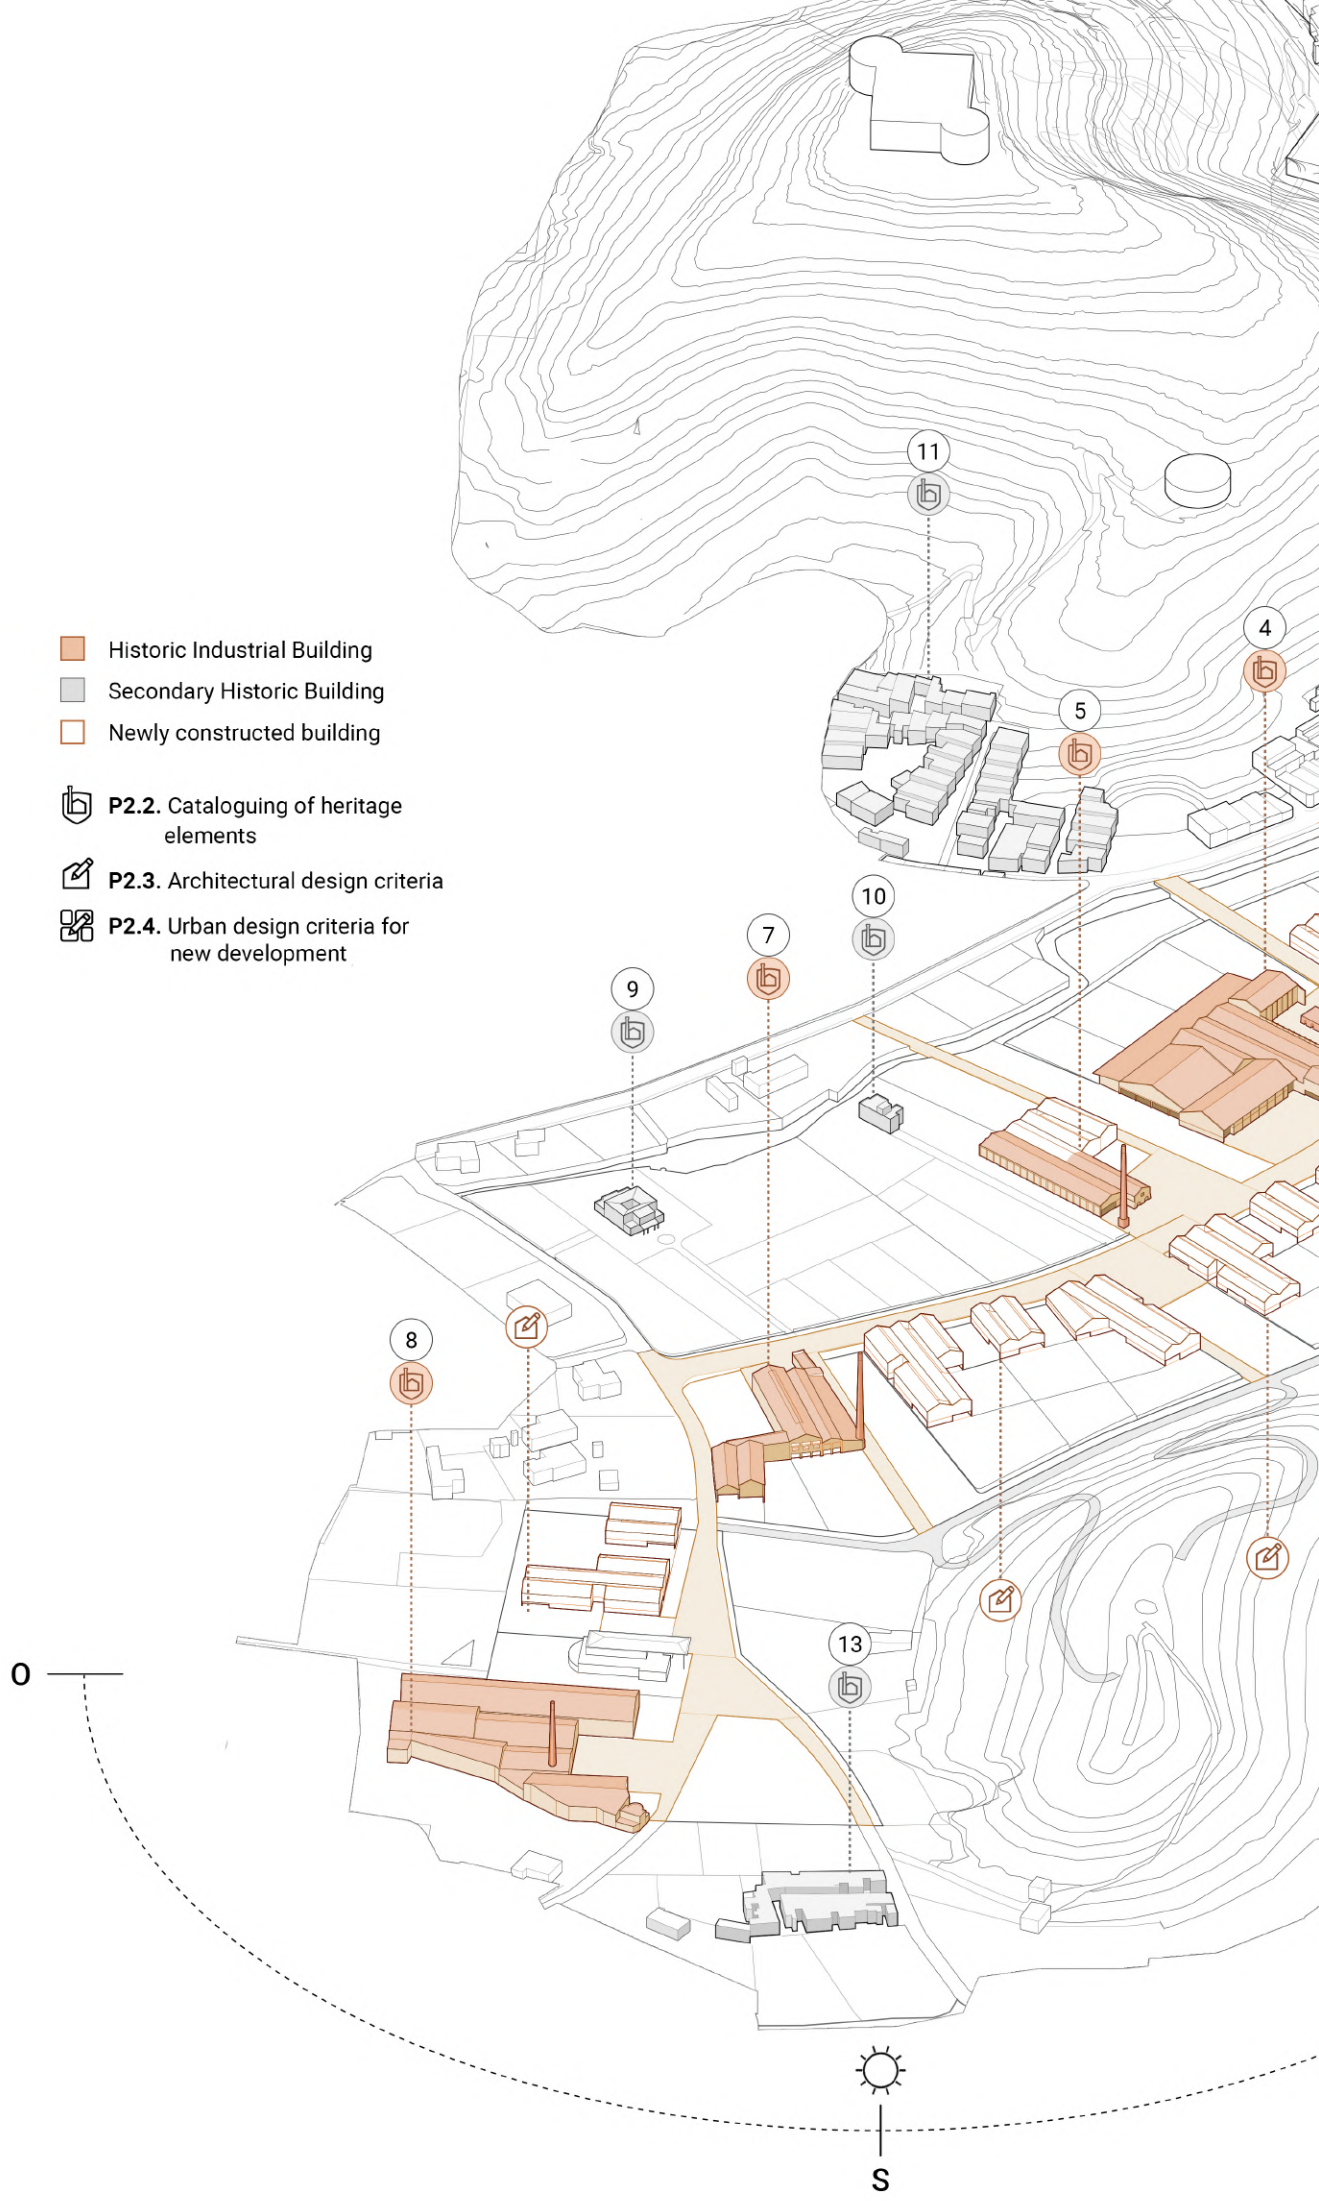 11
4
5
Historic Industrial Building
Secondary Historic Building
Newly constructed building
P2.2. Cataloguing of heritage
elements
P2.3. Architectural design criteria
P2.4. Urban design criteria for
new development
10
7
9
8
13
O
S